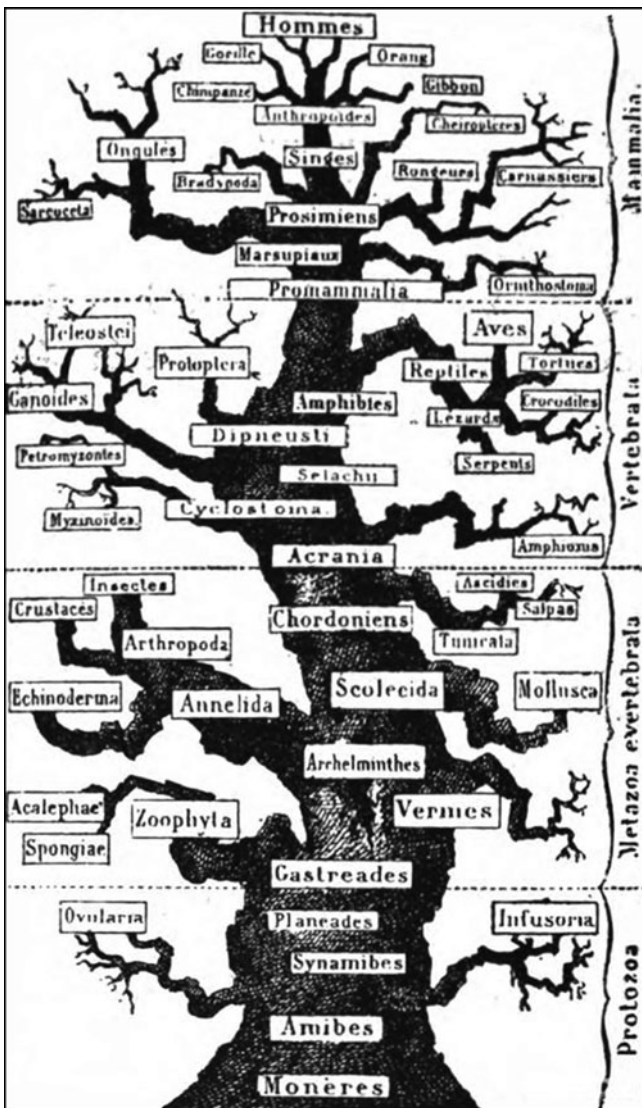 Hommes
Gorille
Orang
Chimpanzé
Gibbon
Anthropoides
Cheiropteres
Ongulés
Singes
Bradypoda
Rongeurs
Carnassiers
Sarcoceta
Prosimiens
Marsupiaux
Promammalia
Ornithostoma
Mammalia.
Teleostei
Aves
Protoptera
Reptiles
Tortues
Ganoides
Amphibies
Lézards
Crocodiles
Dipneusti
Petromyzontes
Serpents
Selachii
Cyclostoma.
Myxinoïdes
Amphioxus
Acrania
Vertebrata
Insectes
Ascidies
Crustacés
Salpas
Chordoniens
Arthropoda
Tunicata
Echinoderma
Annelida
Scolecida
Mollusca
Archelminthes
Acalephae
Zoophyta
Vermes
Spongiae
Gastreades
Metazoa evertebrata
Ovularia
Planeades
Infusoria
Synamibes
Amibes
Monères
Protozoa